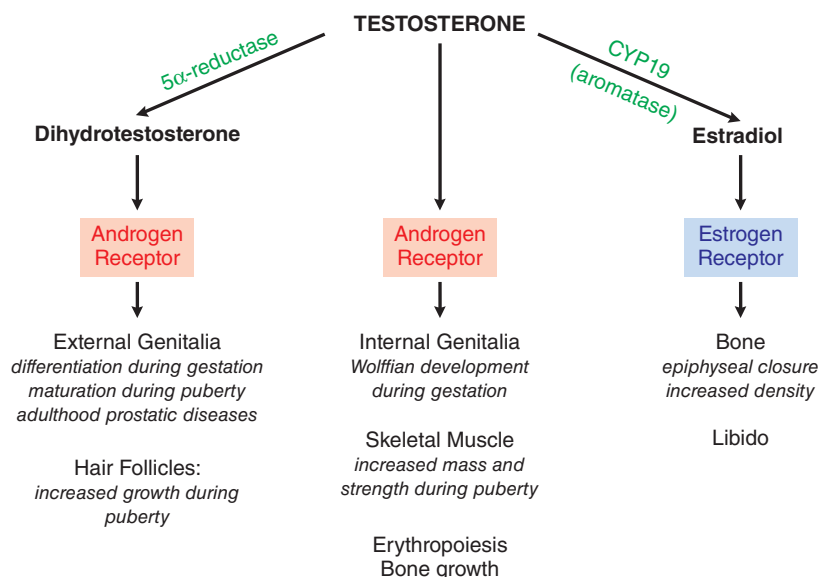 TESTOSTERONE
5α-reductase
CYP19
(aromatase)
Dihydrotestosterone
Estradiol
Androgen
Receptor
Androgen
Receptor
Estrogen
Receptor
External Genitalia
differentiation during gestation
maturation during puberty
adulthood prostatic diseases
Hair Follicles:
increased growth during
puberty
Internal Genitalia
Wolffian development
during gestation
Skeletal Muscle
increased mass and
strength during puberty
Erythropoiesis
Bone growth
Bone
epiphyseal closure
increased density
Libido